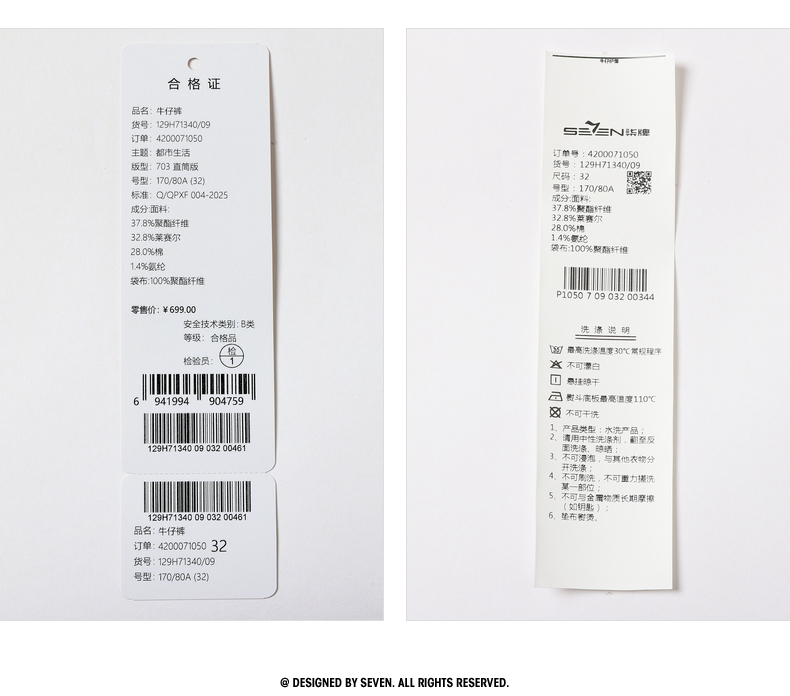 合格证
品名：牛仔裤
货号：129H71340/09
订单：4200071050
主题：都市生活
版型：703 直筒版
号型：170/80A (32)
标准：Q/QPXF 004-2025
成分:面料:
37.8%聚酯纤维
32.8%莱赛尔
28.0%棉
1.4%氨纶
袋布:100%聚酯纤维
零售价：￥699.00
安全技术类别: B类
等级：合格品
检验员：检1
6 941994 904759
129H71340 09 032 00461
129H71340 09 032 00461
品名：牛仔裤
订单：4200071050 32
货号：129H71340/09
号型：170/80A (32)
SEVEN柒牌
订单号：4200071050
货号：129H71340/09
尺码：32
号型：170/80A
成分:面料:
37.8%聚酯纤维
32.8%莱赛尔
28.0%棉
1.4%氨纶
袋布:100%聚酯纤维
P1050 7 09 032 00344
洗涤说明
最高洗涤温度30℃常规程序
不可漂白
悬挂晾干
熨斗底板最高温度110℃
不可干洗
1、产品类型：水洗产品；
2、请用中性洗涤剂，翻至反
面洗涤、晾晒；
3、不可浸泡，与其他衣物分
开洗涤；
4、不可刷洗，不可重力搓洗
某一部位；
5、不可与金属物质长期摩擦
（如钥匙）；
6、垫布熨烫。
@ DESIGNED BY SEVEN. ALL RIGHTS RESERVED.